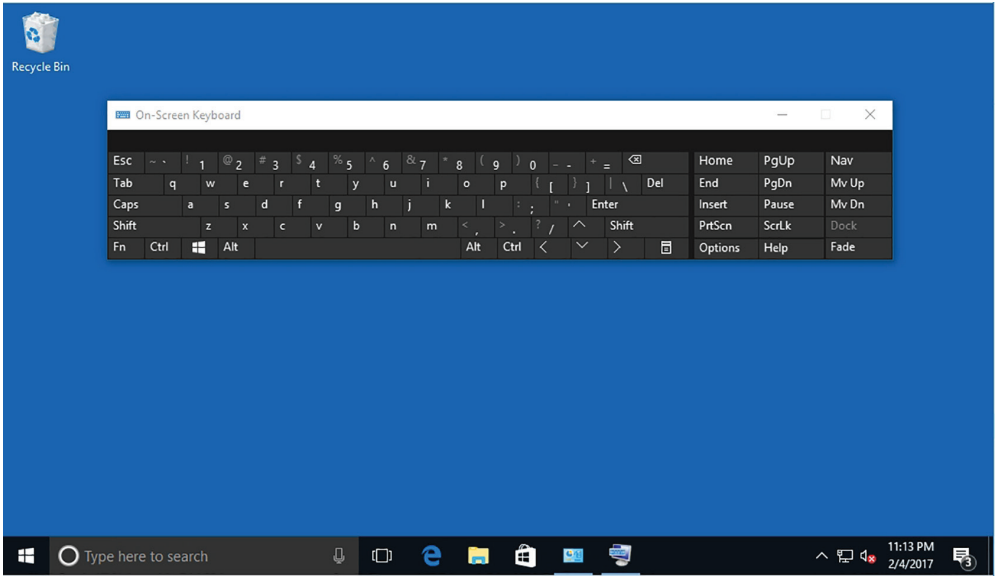 Recycle Bin
On-Screen Keyboard
Esc ~ ` ! 1 @ 2 # 3 $ 4 % 5 ^ 6 & 7 * 8 ( 9 ) 0 _ - + = Home PgUp Nav
Tab q w e r t y u i o p { [ } ] | \ Del End PgDn Mv Up
Caps a s d f g h j k l : ; " ' Enter Insert Pause Mv Dn
Shift z x c v b n m < , > . ? / Shift PrtScn ScrLk Dock
Fn Ctrl Alt Alt Ctrl Options Help Fade
Type here to search
11:13 PM
2/4/2017
3